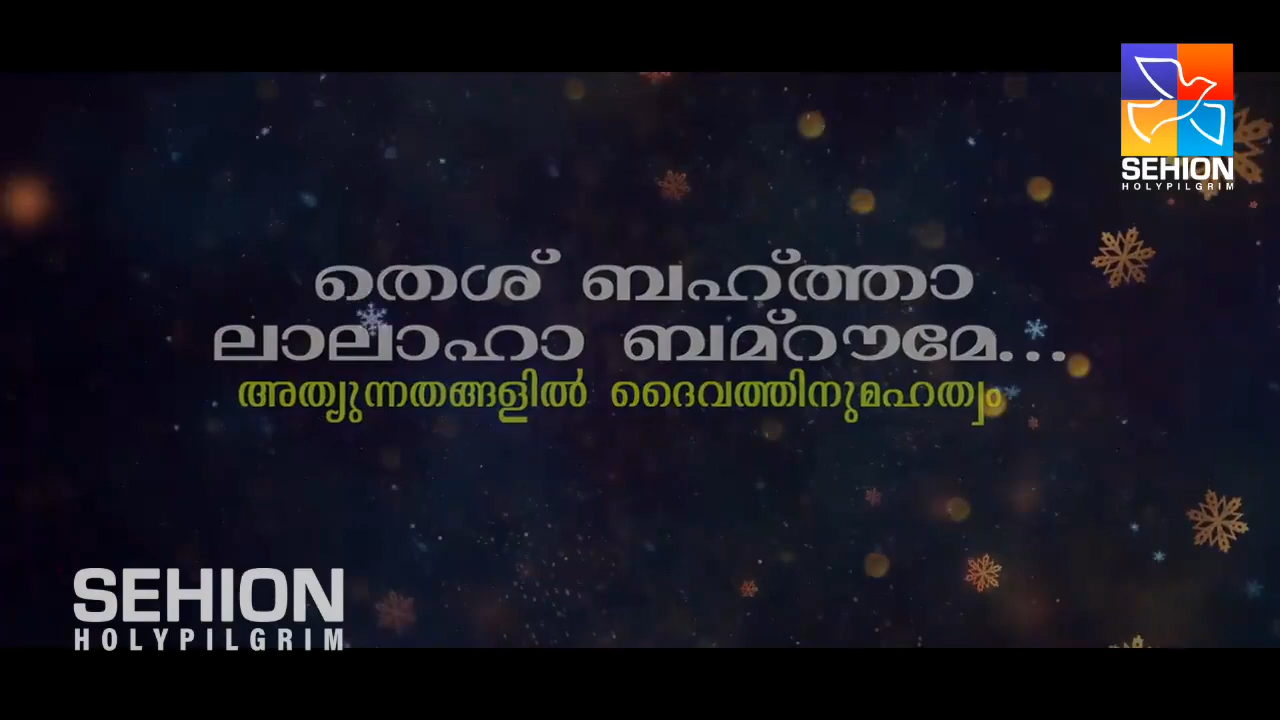 SEHION
HOLYPILGRIM
തെശ് ബഹ്ത്താ
ലാലാഹാ ബമ്റൗമേ...
അത്യുന്നതങ്ങളിൽ ദൈവത്തിനുമഹത്വം
SEHION
HOLYPILGRIM